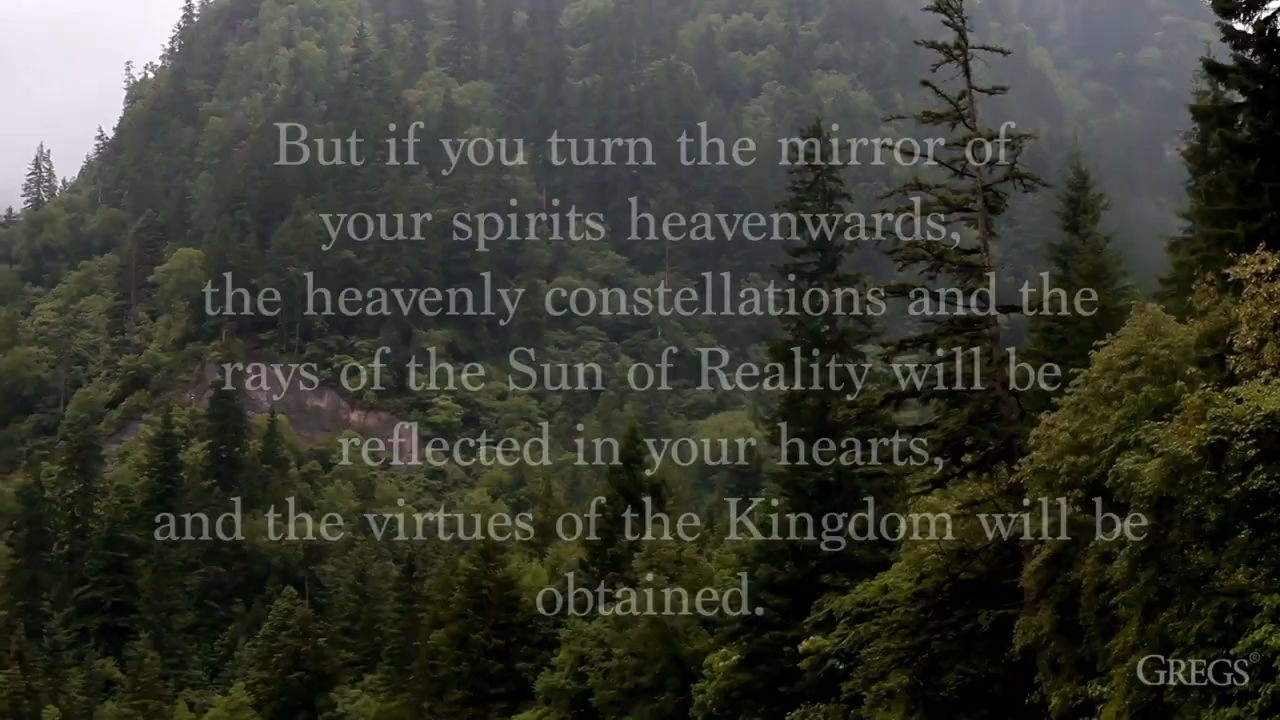 But if you turn the mirror of
your spirits heavenwards,
the heavenly constellations and the
rays of the Sun of Reality will be
reflected in your hearts,
and the virtues of the Kingdom will be
obtained.
GREGS®